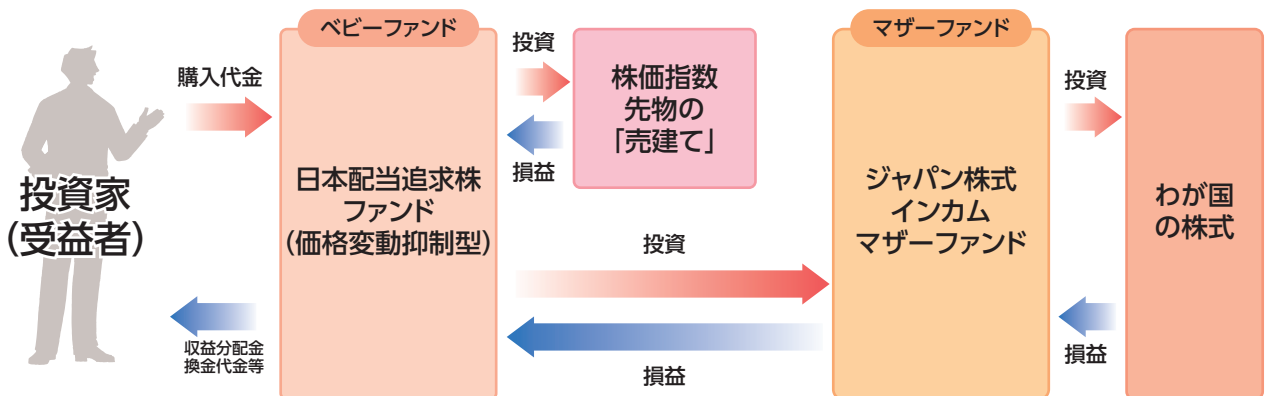 ベビーファンド
マザーファンド
購入代金
投資
株価指数
先物の
「売建て」
損益
投資
投資家
(受益者)
日本配当追求株
ファンド
(価格変動抑制型)
ジャパン株式
インカム
マザーファンド
わが国
の株式
投資
収益分配金
換金代金等
損益
損益